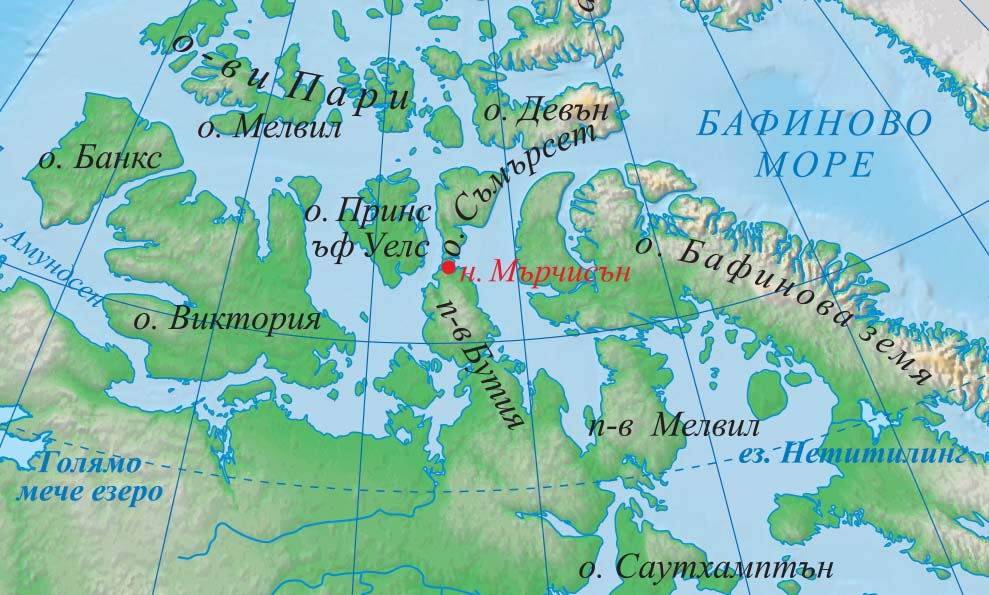 о-ви Пари
о. Мелвил
о. Девън
БАФИНОВО
МОРЕ
о. Банкс
о. Съмърсет
о. Принс
ъф Уелс
о. Бафинова земя
. Амундсен
н. Мърчисън
о. Виктория
п-в Бутия
п-в Мелвил
ез. Нетитилинг
Голямо
мече езеро
о. Саутхамптън